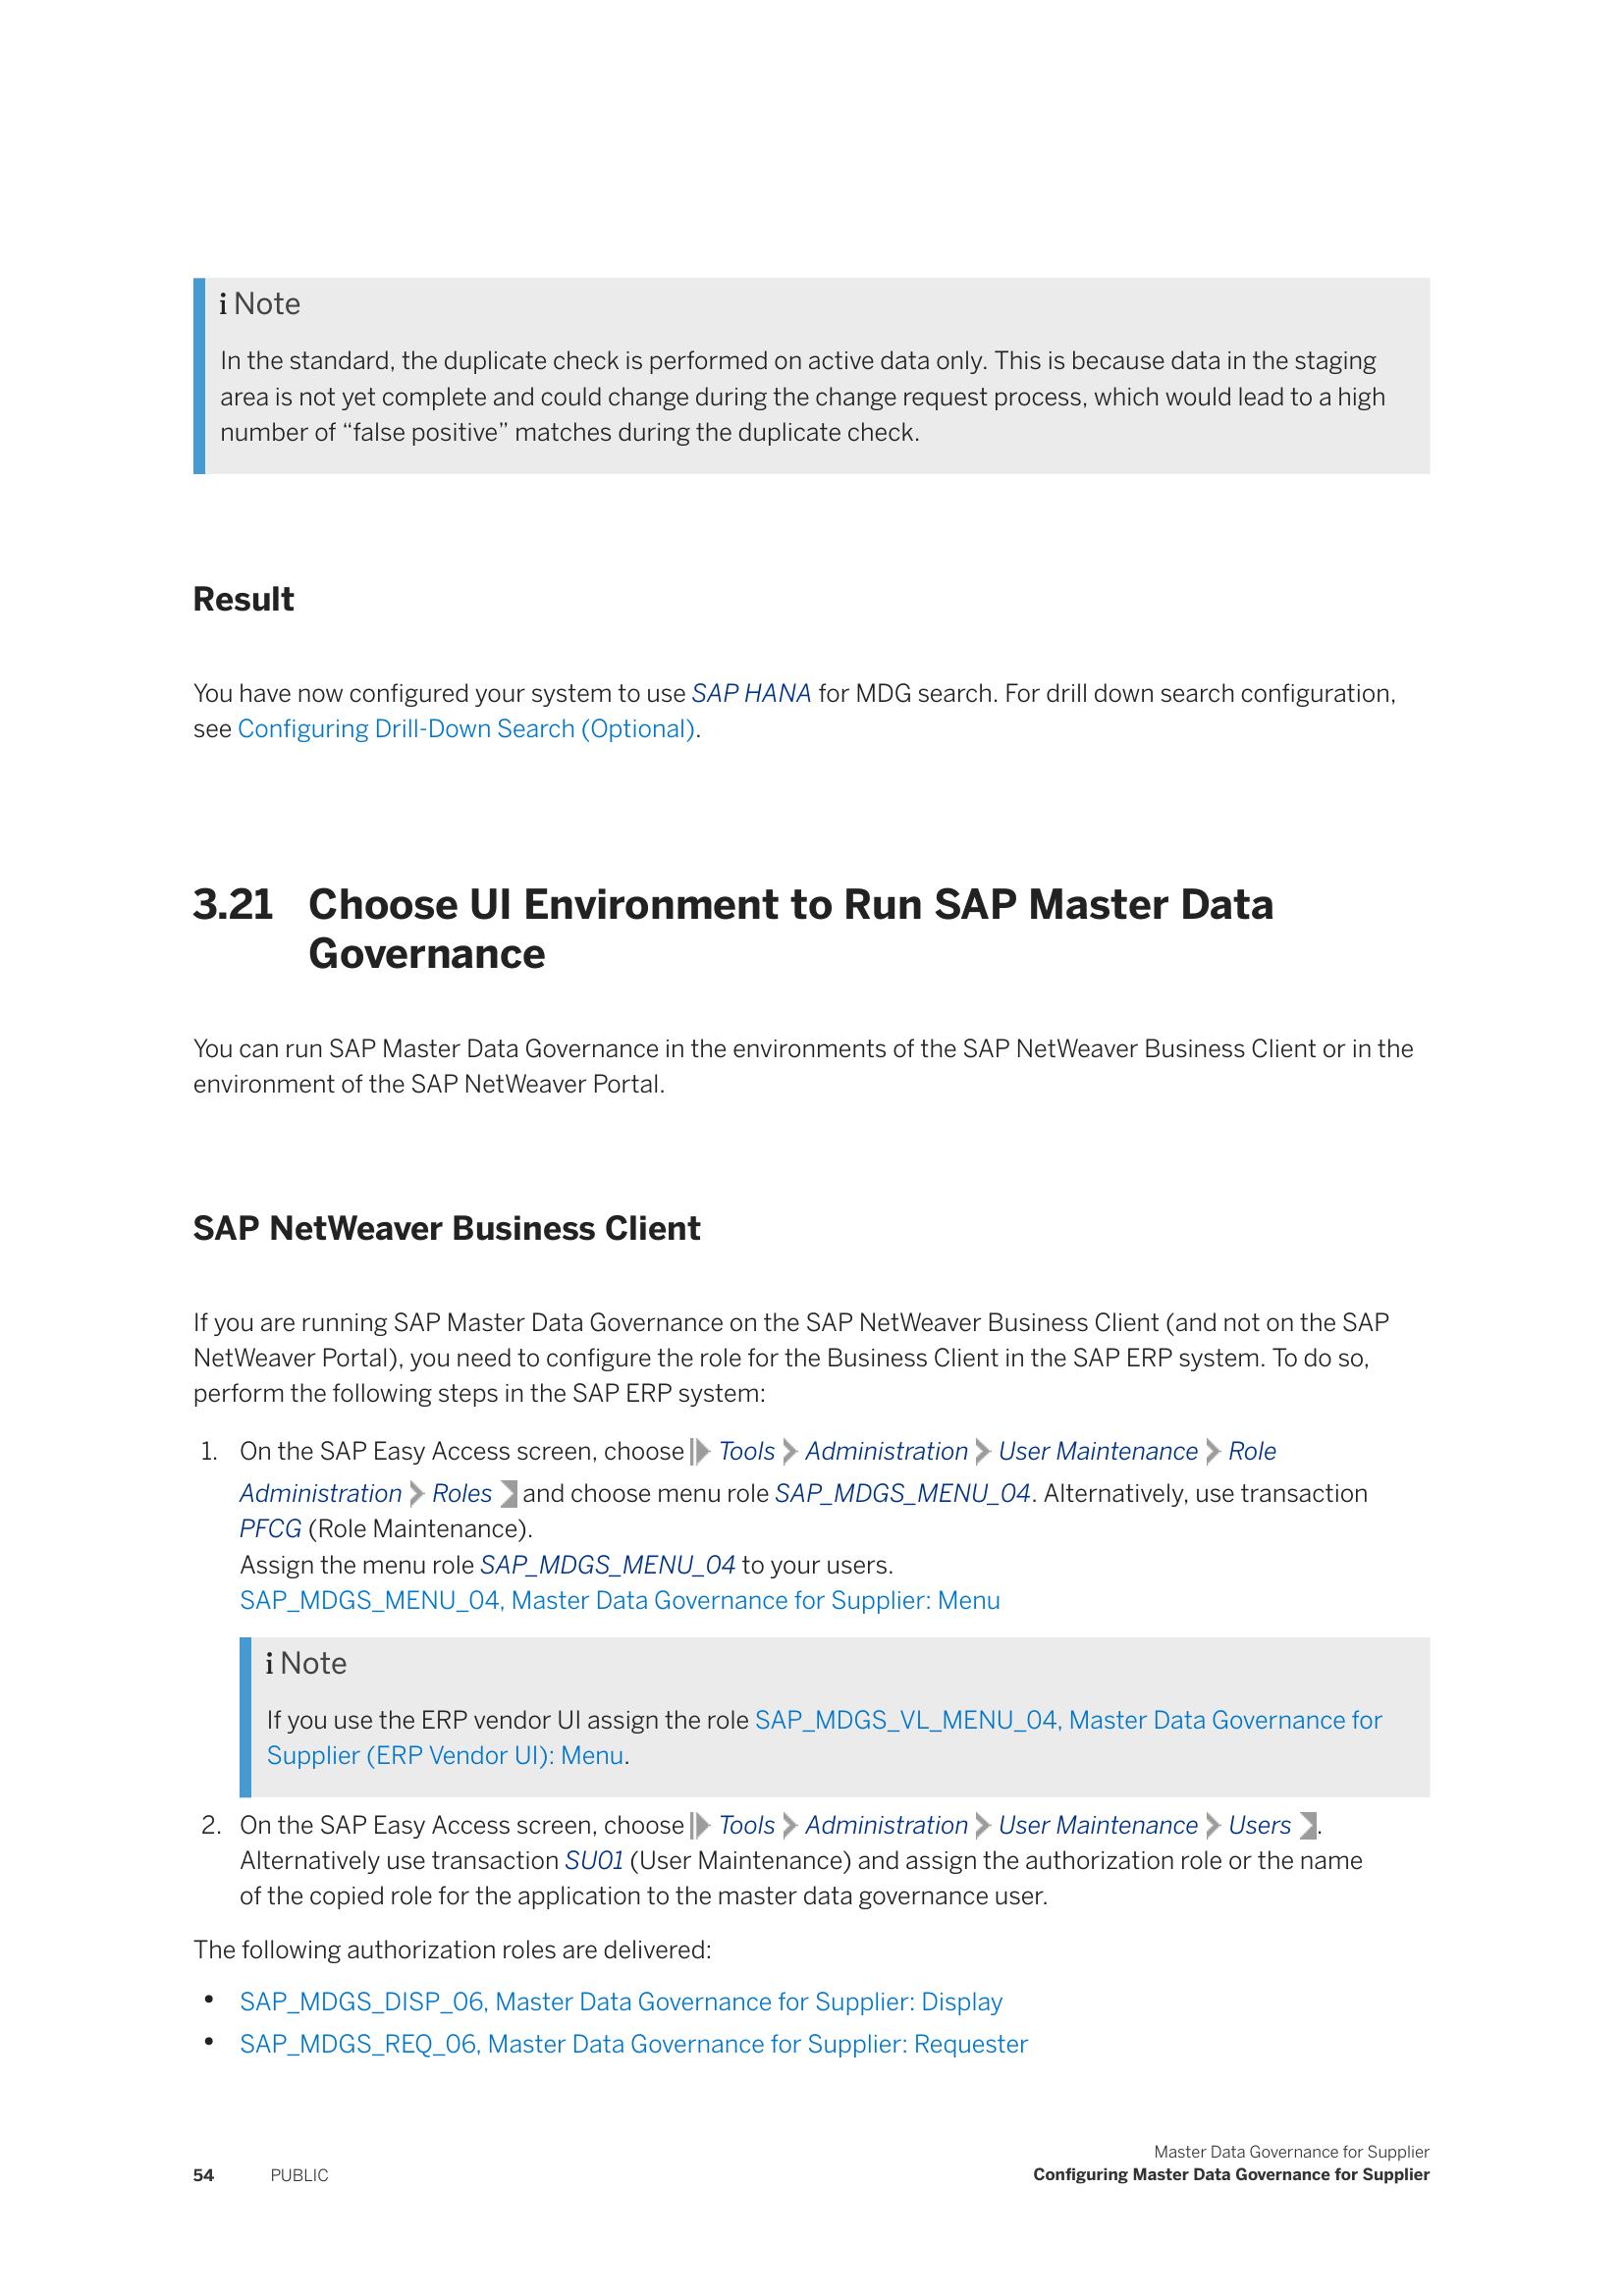 i Note
In the standard, the duplicate check is performed on active data only. This is because data in the staging
area is not yet complete and could change during the change request process, which would lead to a high
number of “false positive” matches during the duplicate check.
Result
You have now configured your system to use SAP HANA for MDG search. For drill down search configuration,
see Configuring Drill-Down Search (Optional).
3.21 Choose UI Environment to Run SAP Master Data
Governance
You can run SAP Master Data Governance in the environments of the SAP NetWeaver Business Client or in the
environment of the SAP NetWeaver Portal.
SAP NetWeaver Business Client
If you are running SAP Master Data Governance on the SAP NetWeaver Business Client (and not on the SAP
NetWeaver Portal), you need to configure the role for the Business Client in the SAP ERP system. To do so,
perform the following steps in the SAP ERP system:
1. On the SAP Easy Access screen, choose Tools Administration User Maintenance Role
Administration Roles and choose menu role SAP_MDGS_MENU_04. Alternatively, use transaction
PFCG (Role Maintenance).
Assign the menu role SAP_MDGS_MENU_04 to your users.
SAP_MDGS_MENU_04, Master Data Governance for Supplier: Menu
i Note
If you use the ERP vendor UI assign the role SAP_MDGS_VL_MENU_04, Master Data Governance for
Supplier (ERP Vendor UI): Menu.
2. On the SAP Easy Access screen, choose Tools Administration User Maintenance Users .
Alternatively use transaction SU01 (User Maintenance) and assign the authorization role or the name
of the copied role for the application to the master data governance user.
The following authorization roles are delivered:
• SAP_MDGS_DISP_06, Master Data Governance for Supplier: Display
• SAP_MDGS_REQ_06, Master Data Governance for Supplier: Requester
Master Data Governance for Supplier
54 PUBLIC Configuring Master Data Governance for Supplier